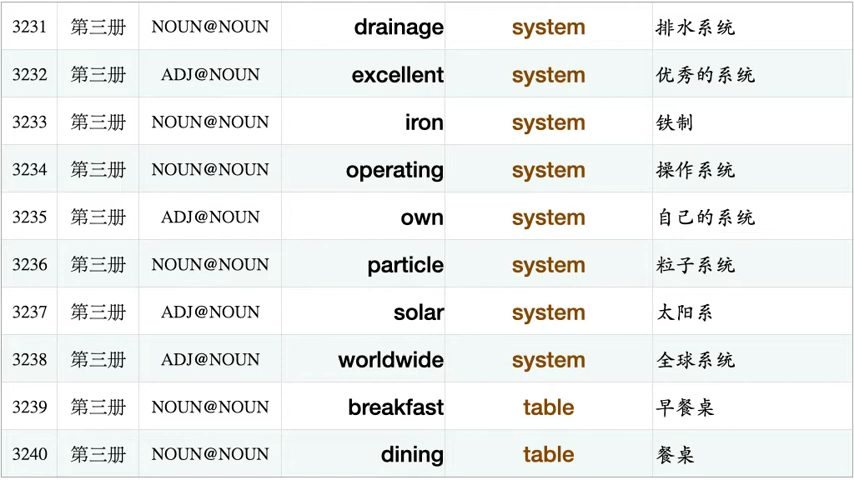 3231 第三册 NOUN@NOUN drainage system 排水系统
3232 第三册 ADJ@NOUN excellent system 优秀的系统
3233 第三册 NOUN@NOUN iron system 铁制
3234 第三册 NOUN@NOUN operating system 操作系统
3235 第三册 ADJ@NOUN own system 自己的系统
3236 第三册 NOUN@NOUN particle system 粒子系统
3237 第三册 ADJ@NOUN solar system 太阳系
3238 第三册 ADJ@NOUN worldwide system 全球系统
3239 第三册 NOUN@NOUN breakfast table 早餐桌
3240 第三册 NOUN@NOUN dining table 餐桌